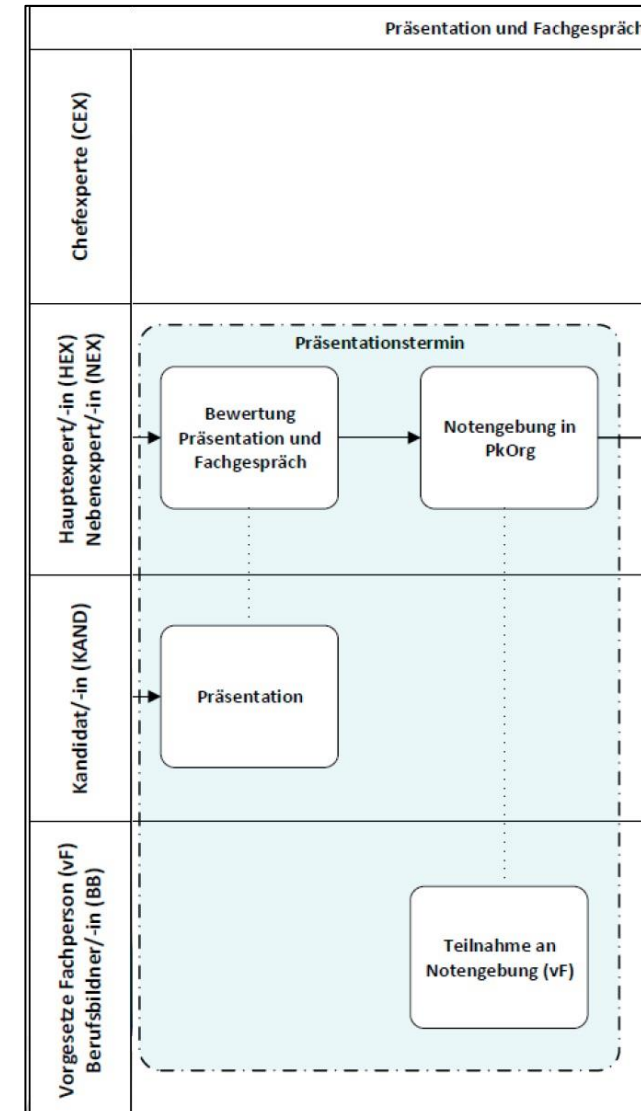 Präsentation und Fachgespräch
Chefexperte (CEX)
Hauptexpert/-in (HEX)
Nebenexpert/-in (NEX)
Präsentationstermin
Bewertung
Präsentation und
Fachgespräch
Notengebung in
PkOrg
Kandidat/-in (KAND)
Präsentation
Vorgesetze Fachperson (vF)
Berufsbildner/-in (BB)
Teilnahme an
Notengebung (vF)